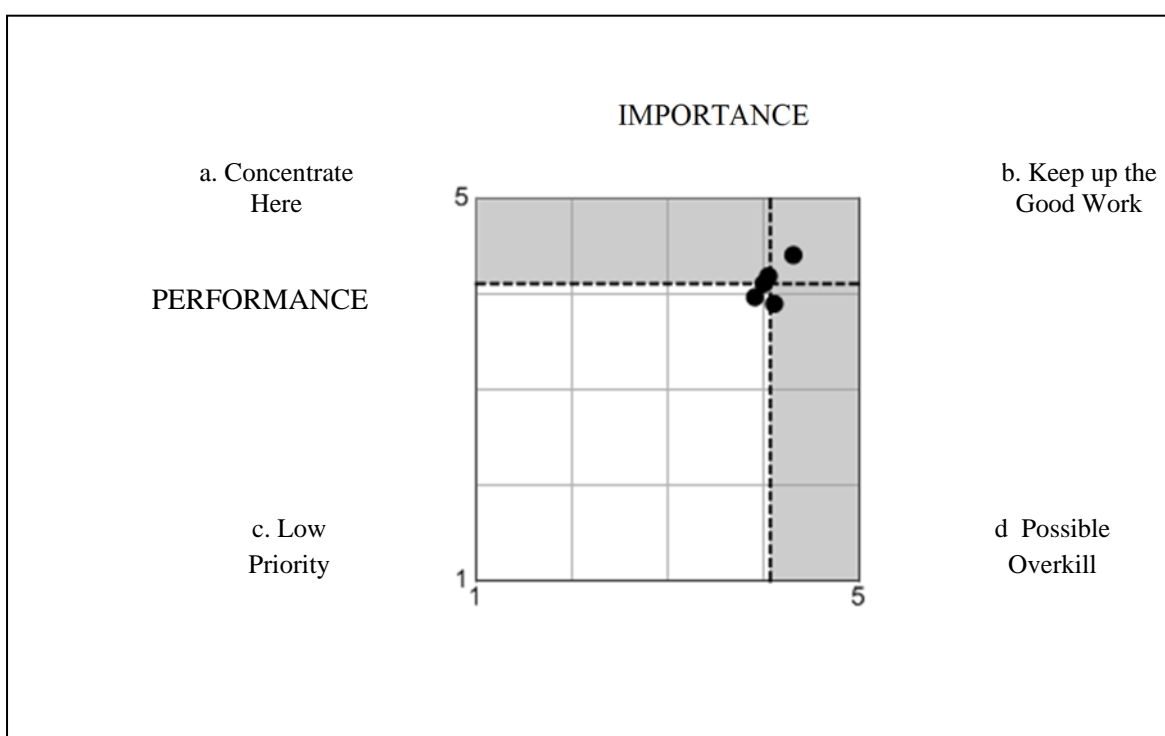 IMPORTANCE
a. Concentrate
Here
b. Keep up the
Good Work
5
PERFORMANCE
c. Low
Priority
d Possible
Overkill
1
1
5